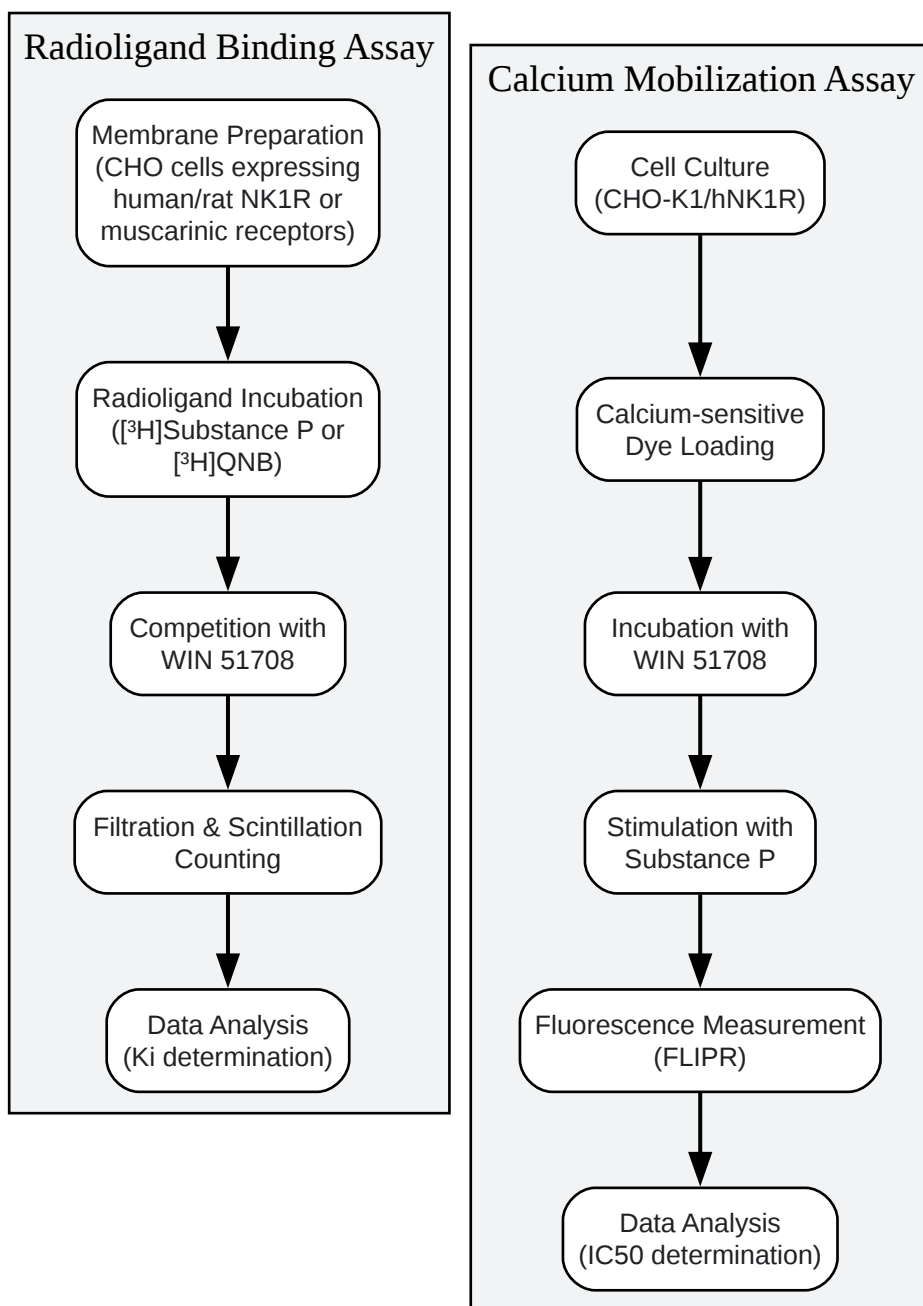 Radioligand Binding Assay
Membrane Preparation
(CHO cells expressing
human/rat NK1R or
muscarinic receptors)
Radioligand Incubation
([³H]Substance P or
[³H]QNB)
Competition with
WIN 51708
Filtration & Scintillation
Counting
Data Analysis
(Ki determination)
Calcium Mobilization Assay
Cell Culture
(CHO-K1/hNK1R)
Calcium-sensitive
Dye Loading
Incubation with
WIN 51708
Stimulation with
Substance P
Fluorescence Measurement
(FLIPR)
Data Analysis
(IC50 determination)